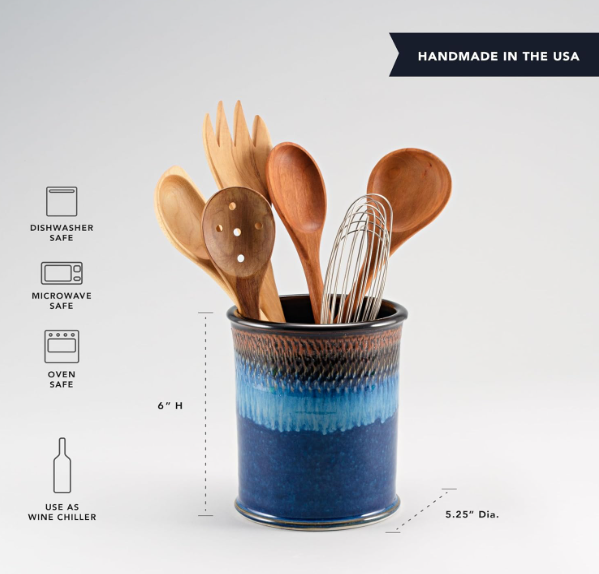 HANDMADE IN THE USA
DISHWASHER
SAFE
MICROWAVE
SAFE
OVEN
SAFE
6" H
USE AS
WINE CHILLER
5.25" Dia.